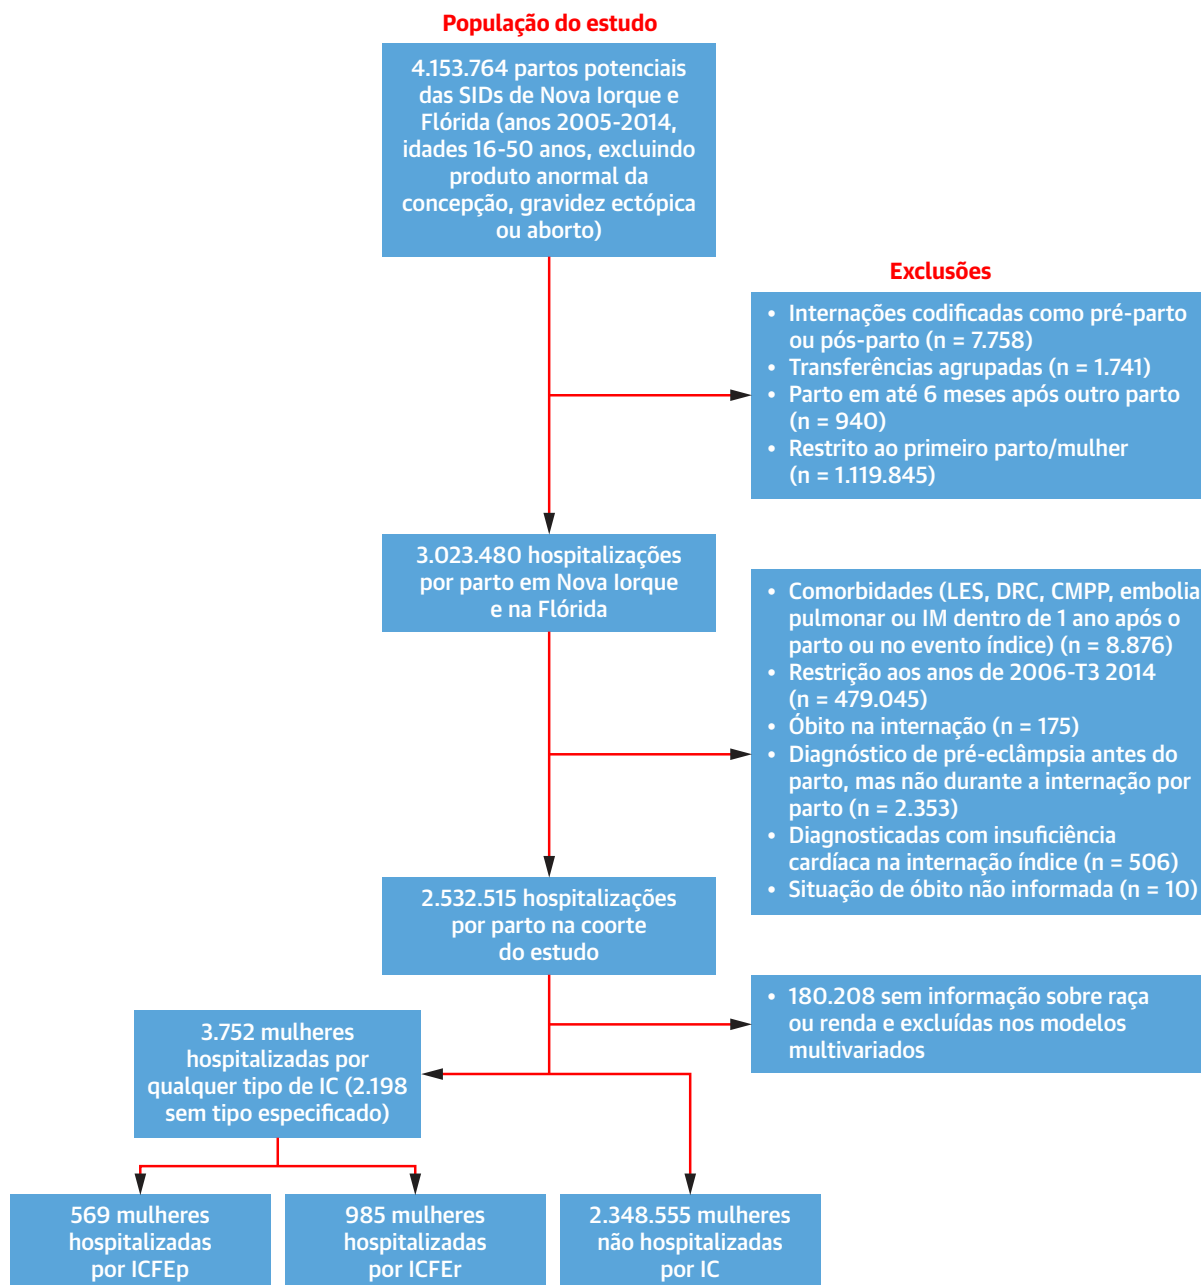 População do estudo
4.153.764 partos potenciais
das SIDs de Nova Iorque e
Flórida (anos 2005-2014,
idades 16-50 anos, excluindo
produto anormal da
concepção, gravidez ectópica
ou aborto)
Exclusões
• Internações codificadas como pré-parto
ou pós-parto (n = 7.758)
• Transferências agrupadas (n = 1.741)
• Parto em até 6 meses após outro parto
(n = 940)
• Restrito ao primeiro parto/mulher
(n = 1.119.845)
3.023.480 hospitalizações
por parto em Nova Iorque
e na Flórida
• Comorbidades (LES, DRC, CMPP, embolia
pulmonar ou IM dentro de 1 ano após o
parto ou no evento índice) (n = 8.876)
• Restrição aos anos de 2006-T3 2014
(n = 479.045)
• Óbito na internação (n = 175)
• Diagnóstico de pré-eclâmpsia antes do
parto, mas não durante a internação por
parto (n = 2.353)
• Diagnosticadas com insuficiência
cardíaca na internação índice (n = 506)
• Situação de óbito não informada (n = 10)
2.532.515 hospitalizações
por parto na coorte
do estudo
• 180.208 sem informação sobre raça
ou renda e excluídas nos modelos
multivariados
3.752 mulheres
hospitalizadas por
qualquer tipo de IC (2.198
sem tipo especificado)
569 mulheres
hospitalizadas
por ICFEp
985 mulheres
hospitalizadas
por ICFEr
2.348.555 mulheres
não hospitalizadas
por IC